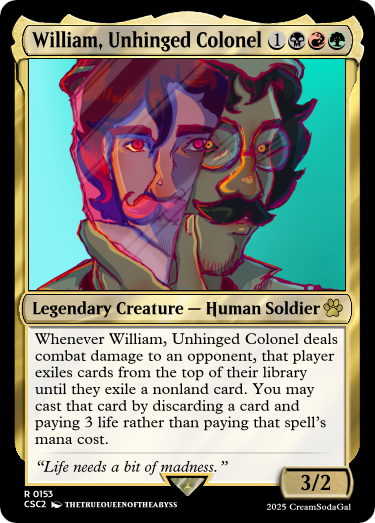 William, Unhinged Colonel 1
Legendary Creature — Human Soldier
Whenever William, Unhinged Colonel deals
combat damage to an opponent, that player
exiles cards from the top of their library
until they exile a nonland card. You may
cast that card by discarding a card and
paying 3 life rather than paying that spell's
mana cost.
“Life needs a bit of madness.”
3/2
R 0153
CSC2 THETRUEQUEENOFTHEABYSS
2025 CreamSodaGal